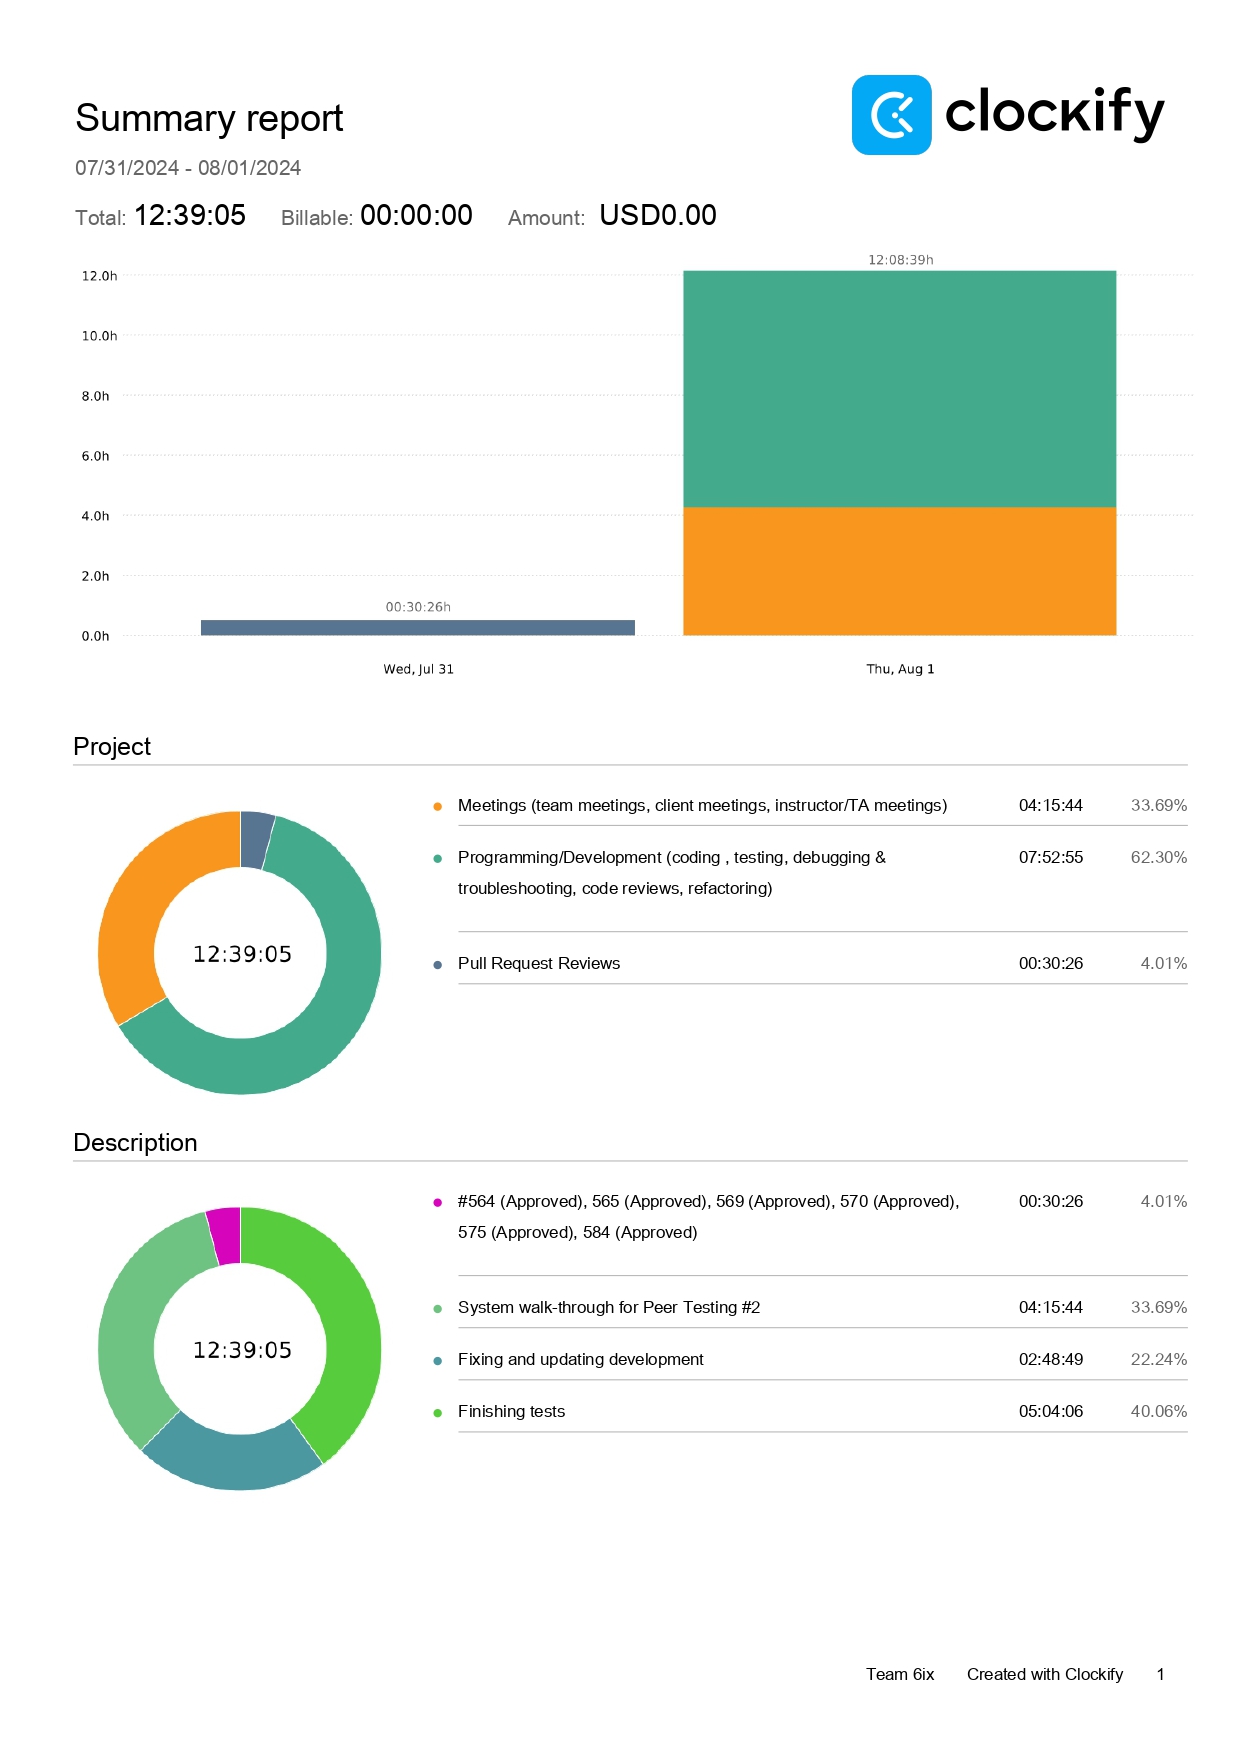 Summary report
clockify
07/31/2024 - 08/01/2024
Total: 12:39:05 Billable: 00:00:00 Amount: USD0.00
12:08:39h
12.0h
10.0h
8.0h
6.0h
4.0h
2.0h
00:30:26h
0.0h
Wed, Jul 31 Thu, Aug 1
Project
Meetings (team meetings, client meetings, instructor/TA meetings) 04:15:44 33.69%
Programming/Development (coding , testing, debugging & 07:52:55 62.30%
troubleshooting, code reviews, refactoring)
12:39:05
Pull Request Reviews 00:30:26 4.01%
Description
#564 (Approved), 565 (Approved), 569 (Approved), 570 (Approved), 00:30:26 4.01%
575 (Approved), 584 (Approved)
System walk-through for Peer Testing #2 04:15:44 33.69%
12:39:05
Fixing and updating development 02:48:49 22.24%
Finishing tests 05:04:06 40.06%
Team 6ix Created with Clockify 1